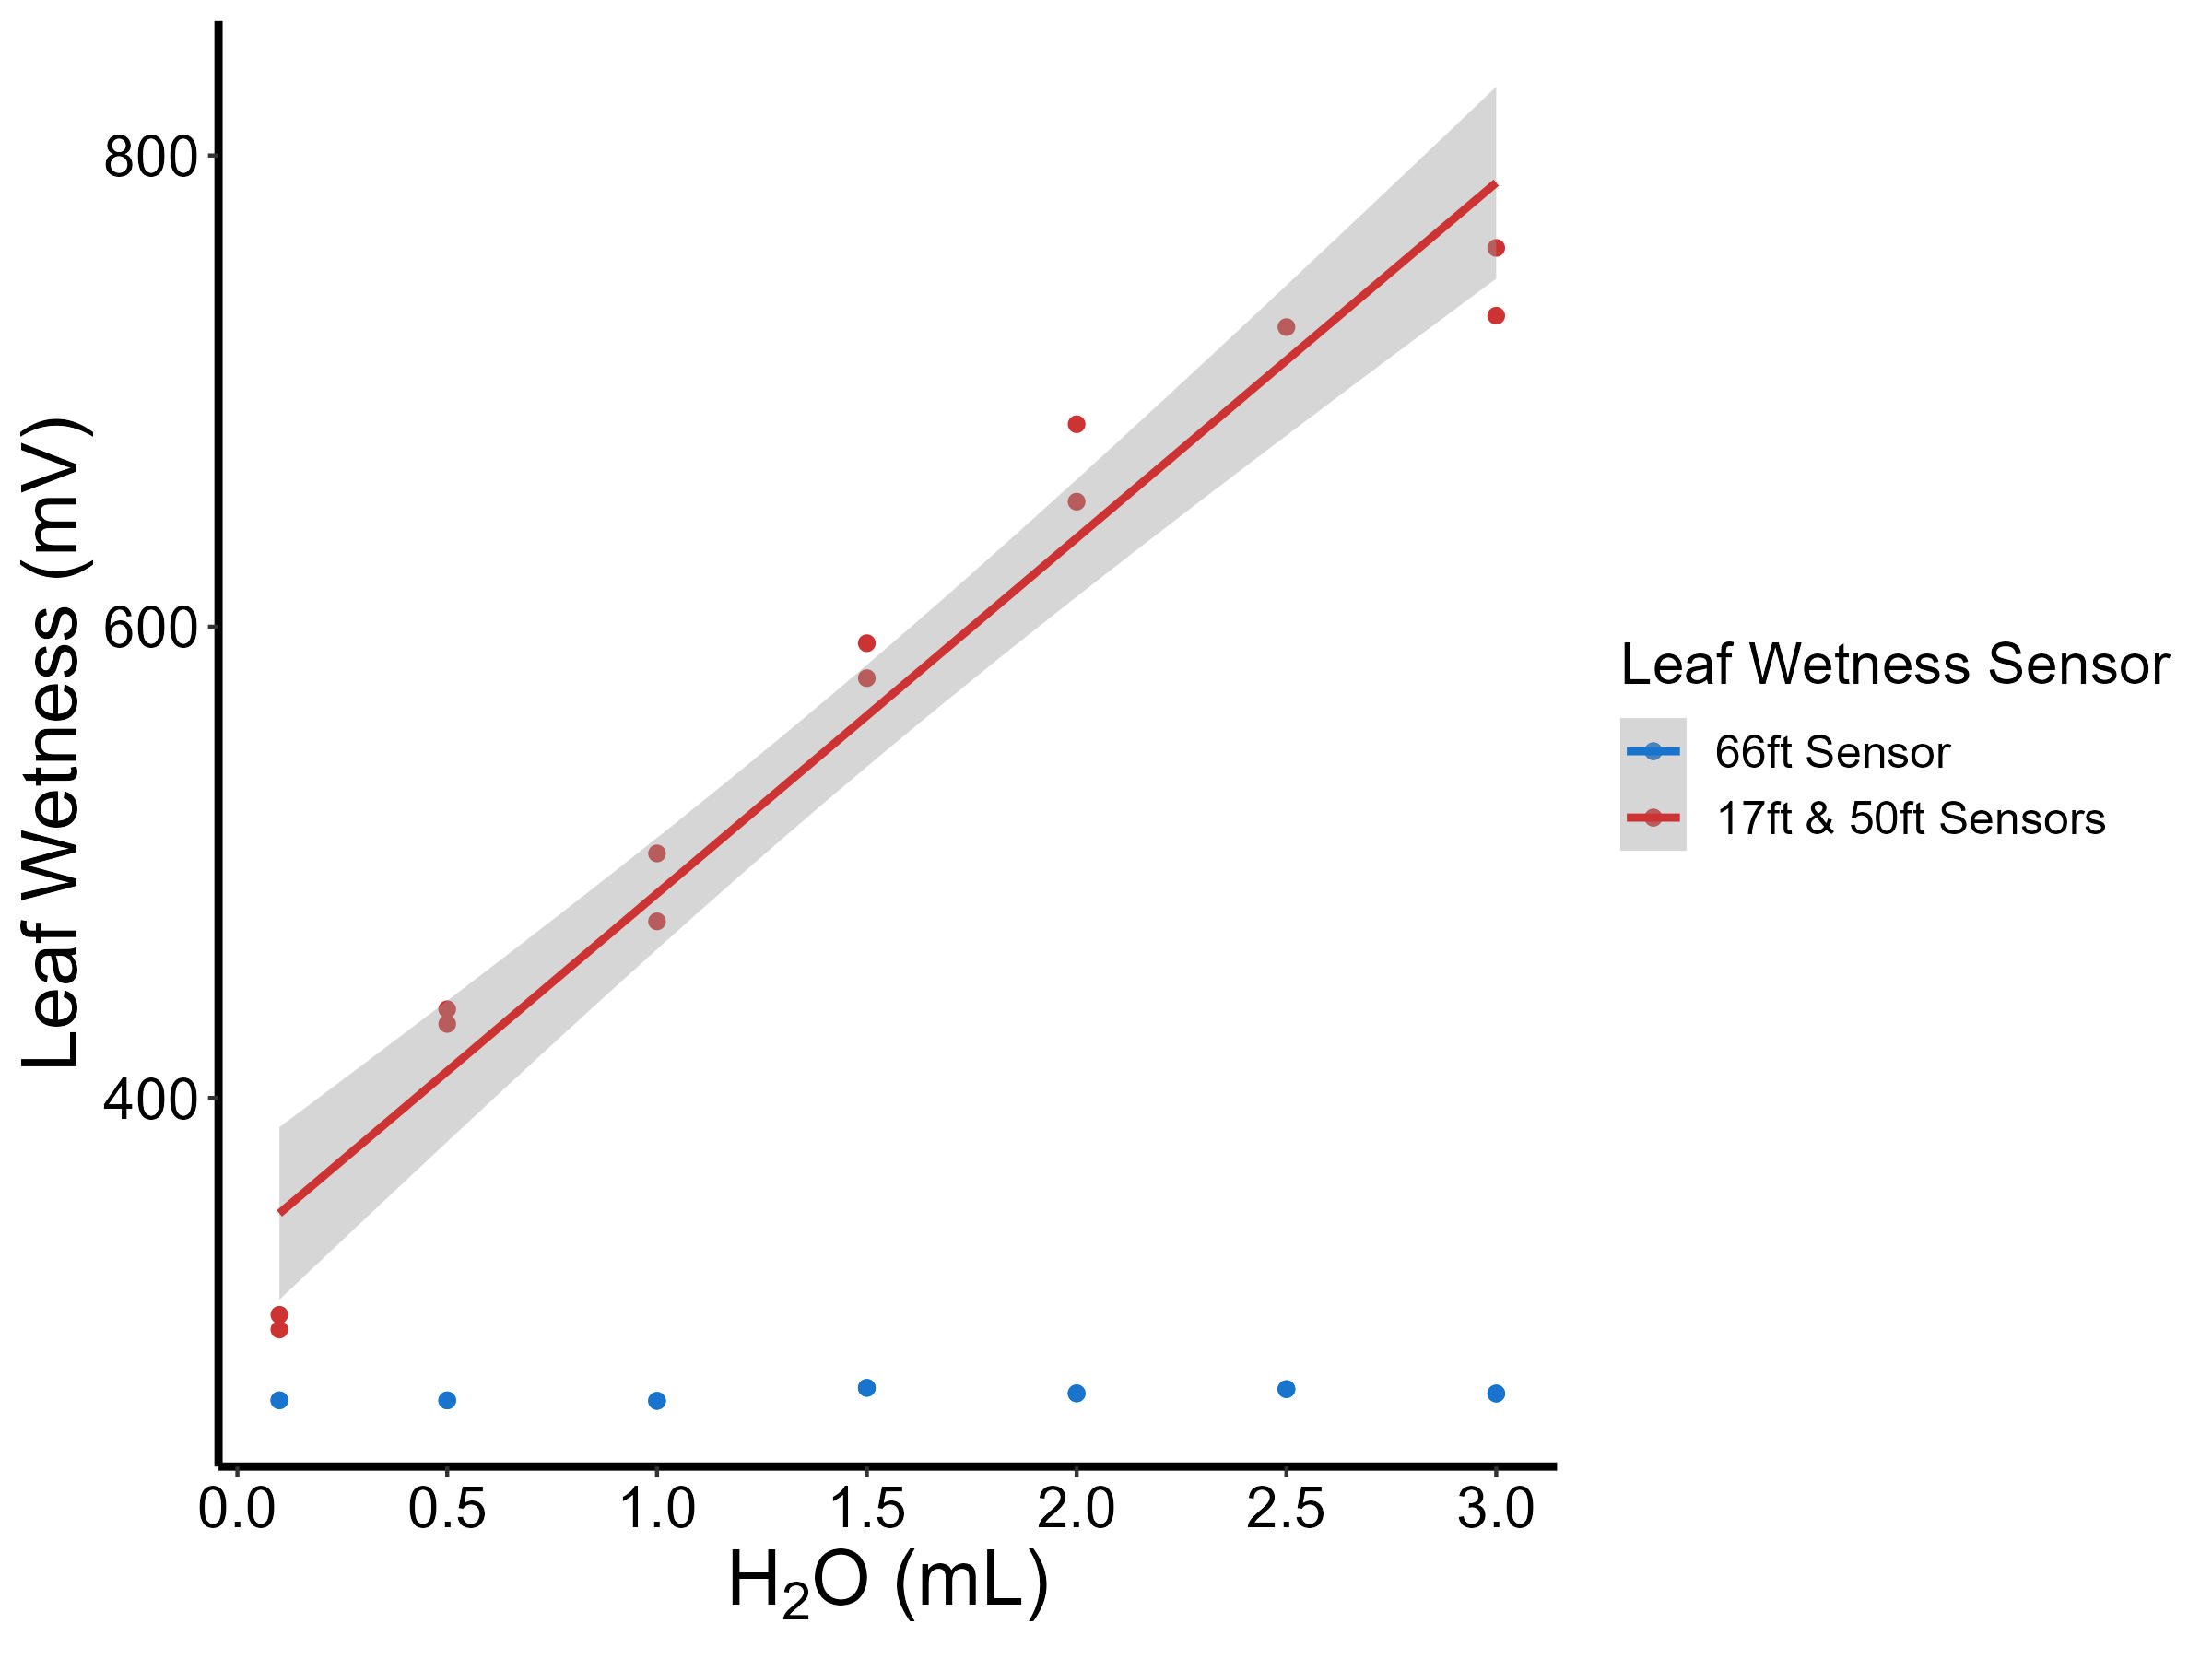 Leaf Wetness (mV)
800
600
400
0.0 0.5 1.0 1.5 2.0 2.5 3.0
H₂O (mL)
Leaf Wetness Sensor
66ft Sensor
17ft & 50ft Sensors